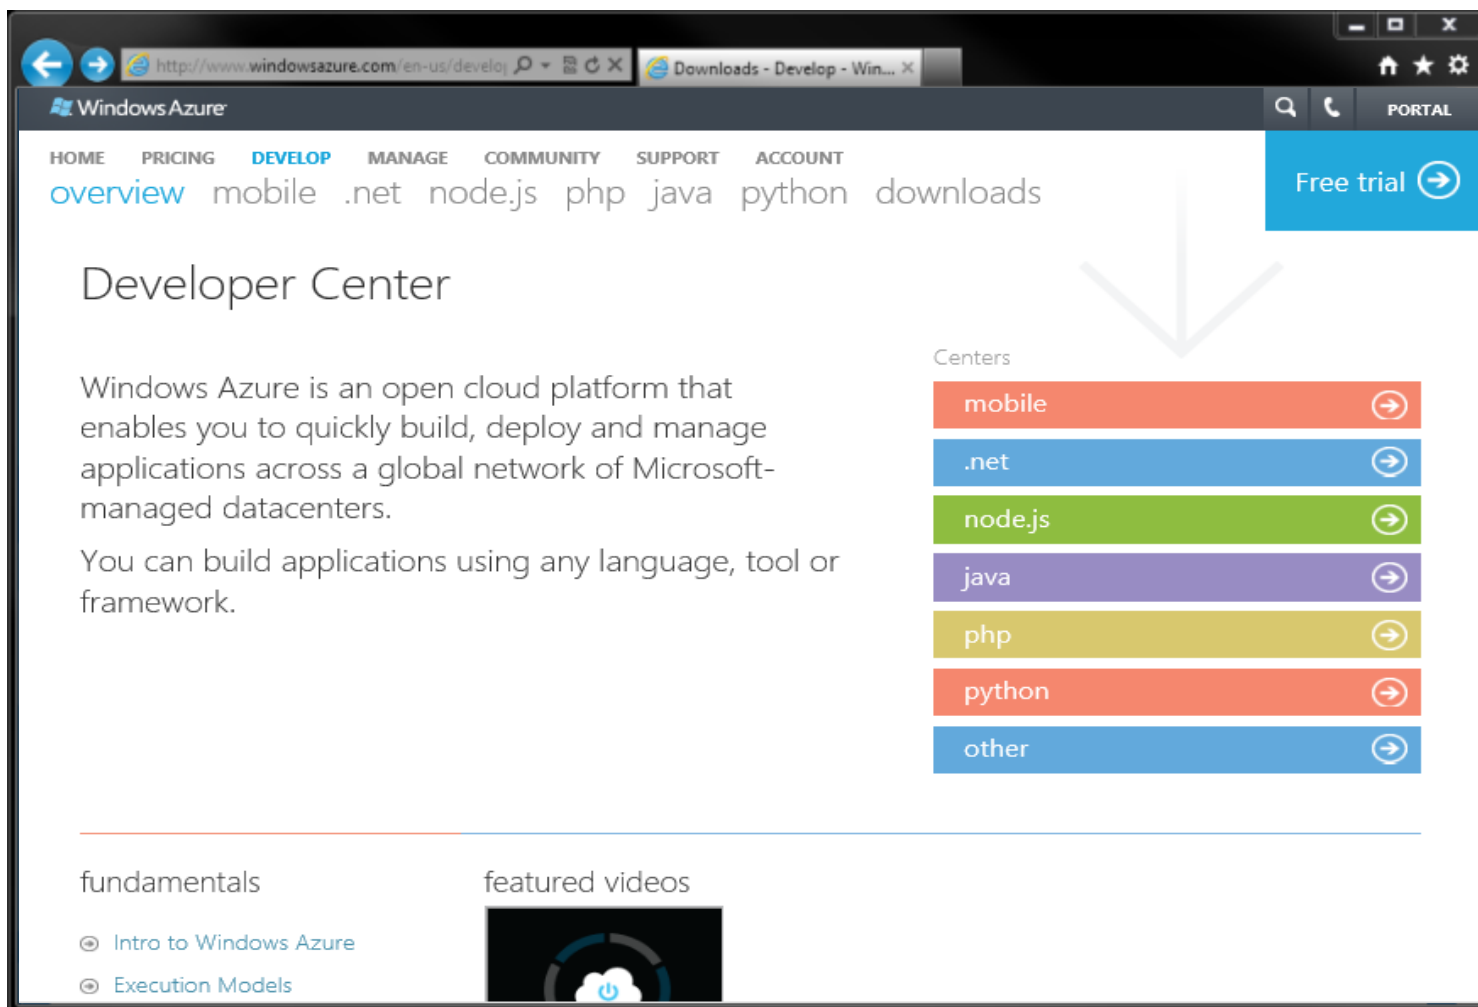 http://www.windowsazure.com/en-us/develop
Downloads - Develop - Win...
Windows Azure
PORTAL
HOME PRICING DEVELOP MANAGE COMMUNITY SUPPORT ACCOUNT
overview mobile .net node.js php java python downloads
Free trial
Developer Center
Windows Azure is an open cloud platform that
enables you to quickly build, deploy and manage
applications across a global network of Microsoft-
managed datacenters.
You can build applications using any language, tool or
framework.
Centers
mobile
.net
node.js
java
php
python
other
fundamentals
Intro to Windows Azure
Execution Models
featured videos